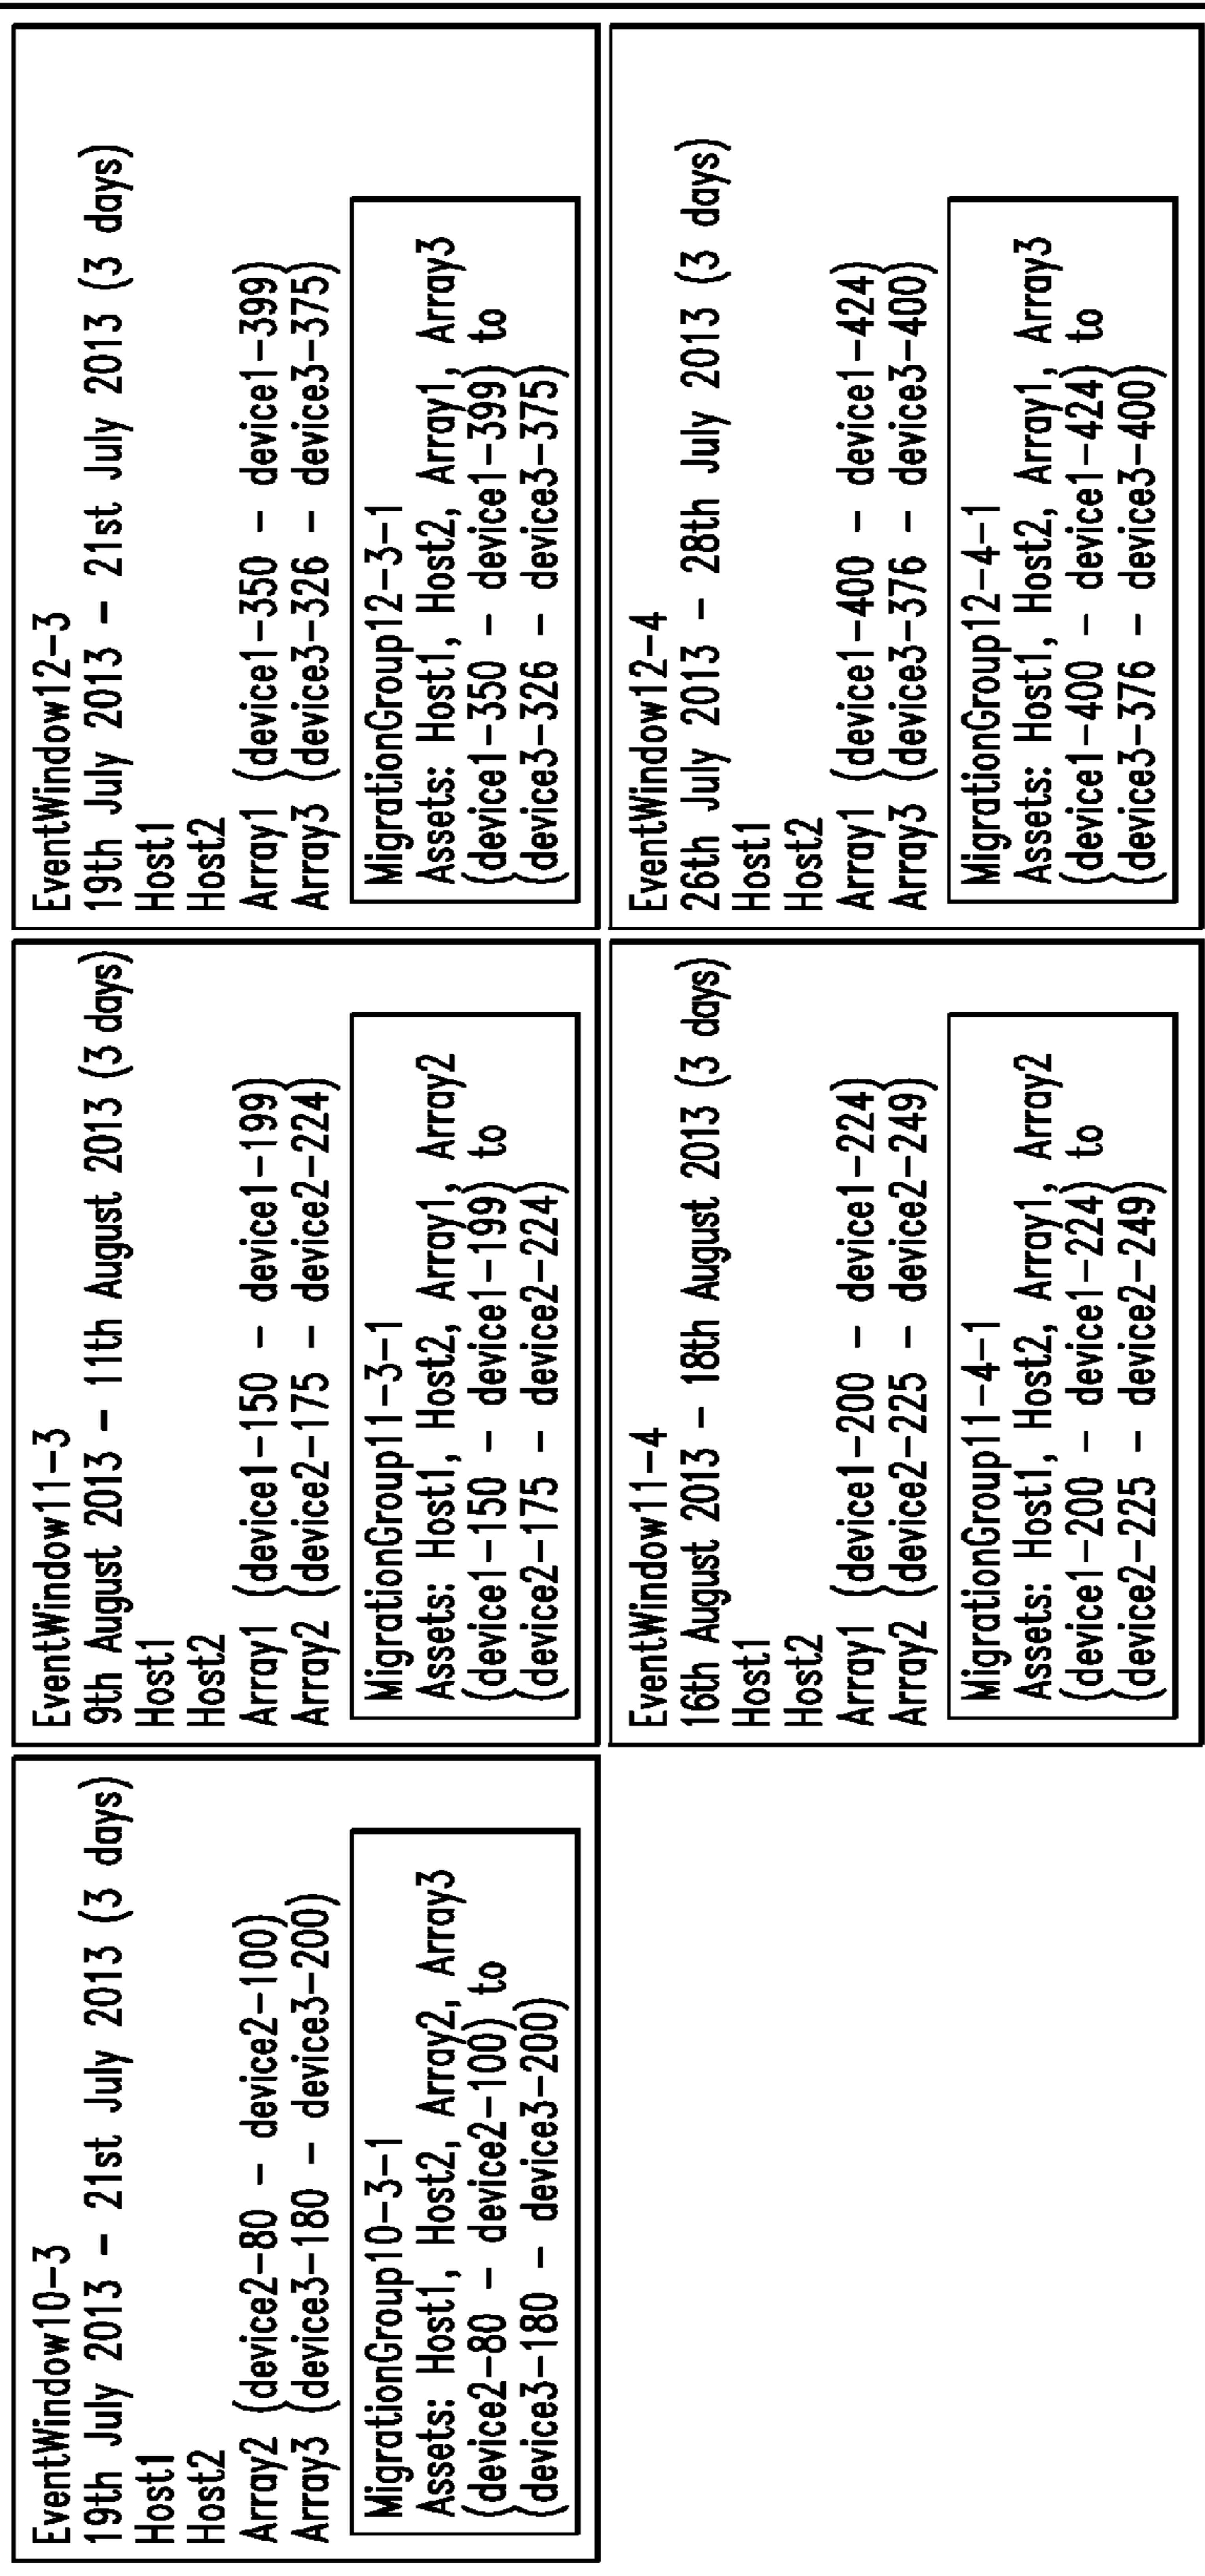 EventWindow10-3
19th July 2013 - 21st July 2013 (3 days)
Host1
Host2
Array2 (device2-80 - device2-100)
Array3 (device3-180 - device3-200)
MigrationGroup10-3-1
Assets: Host1, Host2, Array2, Array3
(device2-80 - device2-100) to
(device3-180 - device3-200)
EventWindow11-3
9th August 2013 - 11th August 2013 (3 days)
Host1
Host2
Array1 (device1-150 - device1-199)
Array2 (device2-175 - device2-224)
MigrationGroup11-3-1
Assets: Host1, Host2, Array1, Array2
(device1-150 - device1-199) to
(device2-175 - device2-224)
EventWindow12-3
19th July 2013 - 21st July 2013 (3 days)
Host1
Host2
Array1 (device1-350 - device1-399)
Array3 (device3-326 - device3-375)
MigrationGroup12-3-1
Assets: Host1, Host2, Array1, Array3
(device1-350 - device1-399) to
(device3-326 - device3-375)
EventWindow11-4
16th August 2013 - 18th August 2013 (3 days)
Host1
Host2
Array1 (device1-200 - device1-224)
Array2 (device2-225 - device2-249)
MigrationGroup11-4-1
Assets: Host1, Host2, Array1, Array2
(device1-200 - device1-224) to
(device2-225 - device2-249)
EventWindow12-4
26th July 2013 - 28th July 2013 (3 days)
Host1
Host2
Array1 (device1-400 - device1-424)
Array3 (device3-376 - device3-400)
MigrationGroup12-4-1
Assets: Host1, Host2, Array1, Array3
(device1-400 - device1-424) to
(device3-376 - device3-400)